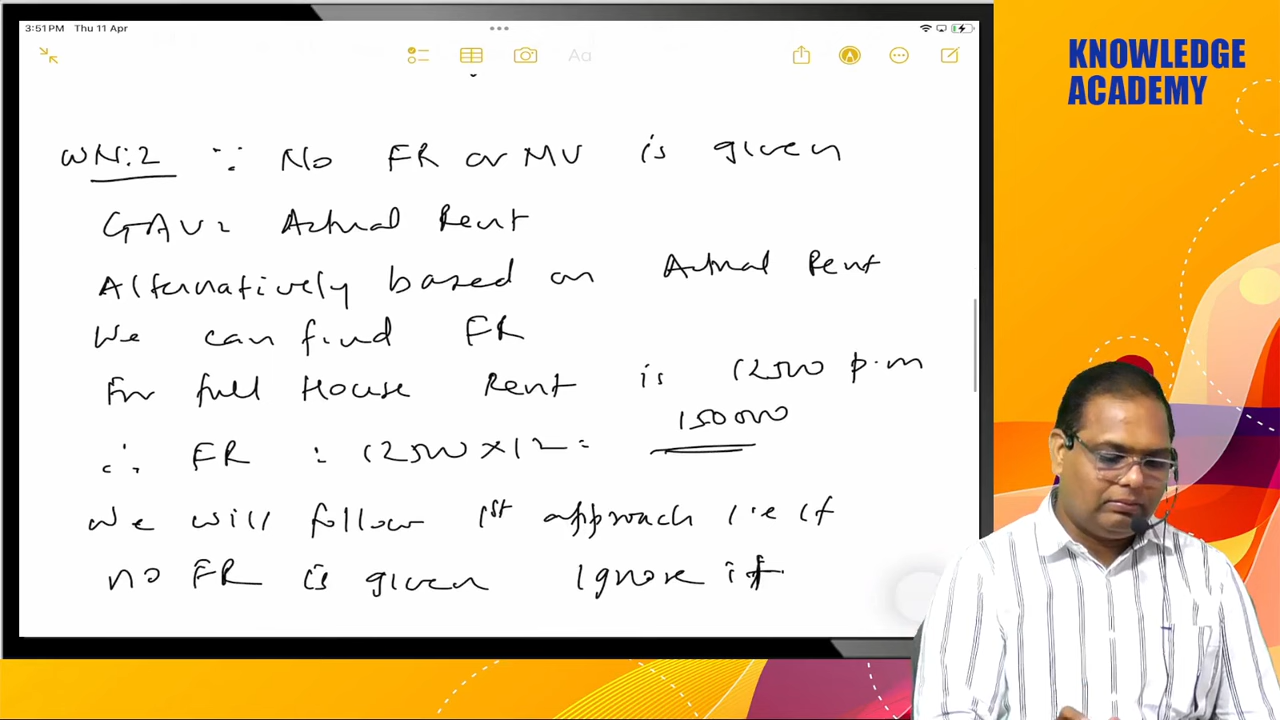 3:51 PM Thu 11 Apr
KNOWLEDGE
ACADEMY
Aa
WN:2 ∵ No FR or MV is given
GAV = Actual Rent
Alternatively based on Actual Rent
We can find FR
For full House Rent is 12500 p.m
∴ FR : 12500 × 12 = 150000
We will follow 1st approach i.e if
no FR is given ignore it